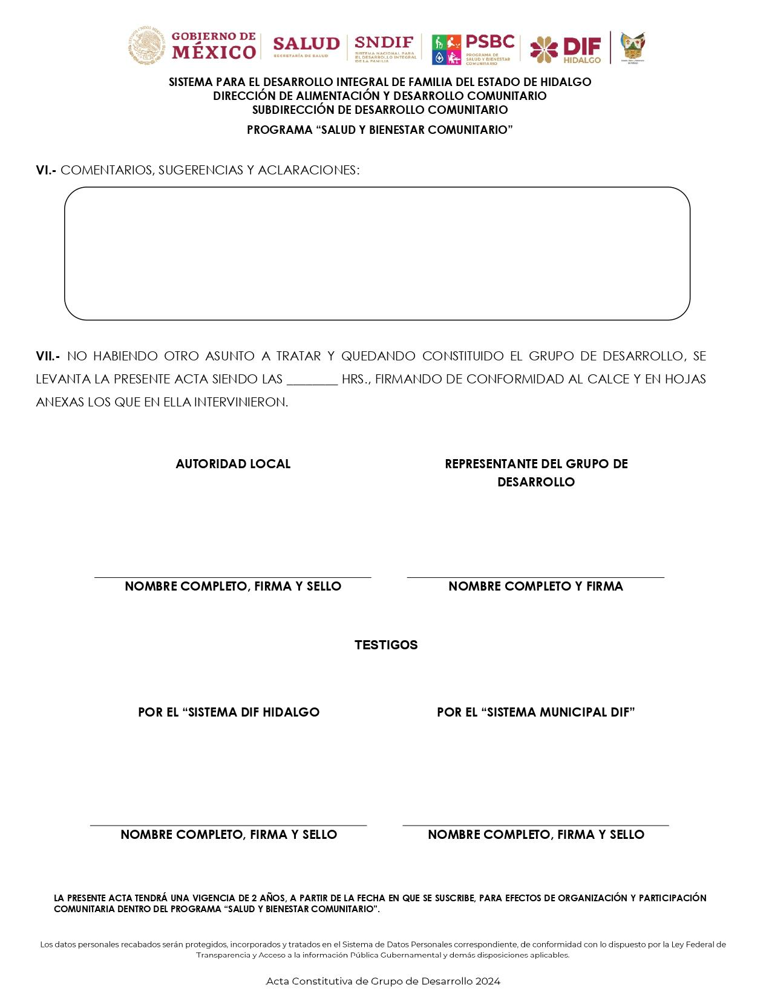 GOBIERNO DE
MÉXICO
SALUD
SECRETARÍA DE SALUD
SNDIF
SISTEMA NACIONAL PARA
EL DESARROLLO INTEGRAL
DE LA FAMILIA
PSBC
PROGRAMA DE
SALUD Y BIENESTAR
COMUNITARIO
DIF
HIDALGO
SISTEMA PARA EL DESARROLLO INTEGRAL DE FAMILIA DEL ESTADO DE HIDALGO
DIRECCIÓN DE ALIMENTACIÓN Y DESARROLLO COMUNITARIO
SUBDIRECCIÓN DE DESARROLLO COMUNITARIO
PROGRAMA “SALUD Y BIENESTAR COMUNITARIO”
VI.- COMENTARIOS, SUGERENCIAS Y ACLARACIONES:
VII.- NO HABIENDO OTRO ASUNTO A TRATAR Y QUEDANDO CONSTITUIDO EL GRUPO DE DESARROLLO, SE
LEVANTA LA PRESENTE ACTA SIENDO LAS ________ HRS., FIRMANDO DE CONFORMIDAD AL CALCE Y EN HOJAS
ANEXAS LOS QUE EN ELLA INTERVINIERON.
AUTORIDAD LOCAL
REPRESENTANTE DEL GRUPO DE
DESARROLLO
NOMBRE COMPLETO, FIRMA Y SELLO
NOMBRE COMPLETO Y FIRMA
TESTIGOS
POR EL “SISTEMA DIF HIDALGO
POR EL “SISTEMA MUNICIPAL DIF”
NOMBRE COMPLETO, FIRMA Y SELLO
NOMBRE COMPLETO, FIRMA Y SELLO
LA PRESENTE ACTA TENDRÁ UNA VIGENCIA DE 2 AÑOS, A PARTIR DE LA FECHA EN QUE SE SUSCRIBE, PARA EFECTOS DE ORGANIZACIÓN Y PARTICIPACIÓN
COMUNITARIA DENTRO DEL PROGRAMA “SALUD Y BIENESTAR COMUNITARIO”.
Los datos personales recabados serán protegidos, incorporados y tratados en el Sistema de Datos Personales correspondiente, de conformidad con lo dispuesto por la Ley Federal de
Transparencia y Acceso a la información Pública Gubernamental y demás disposiciones aplicables.
Acta Constitutiva de Grupo de Desarrollo 2024